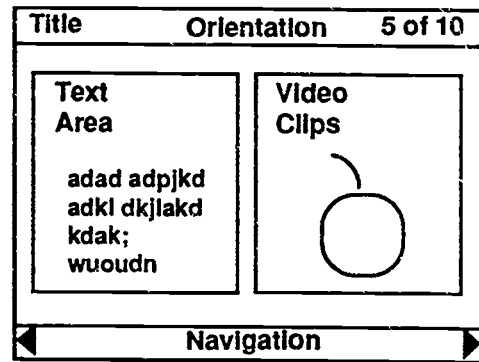 Title Orientation 5 of 10
Text
Area
adad adpjkd
adkl dkjlakd
kdak;
wuoudn
Video
Clips
Navigation